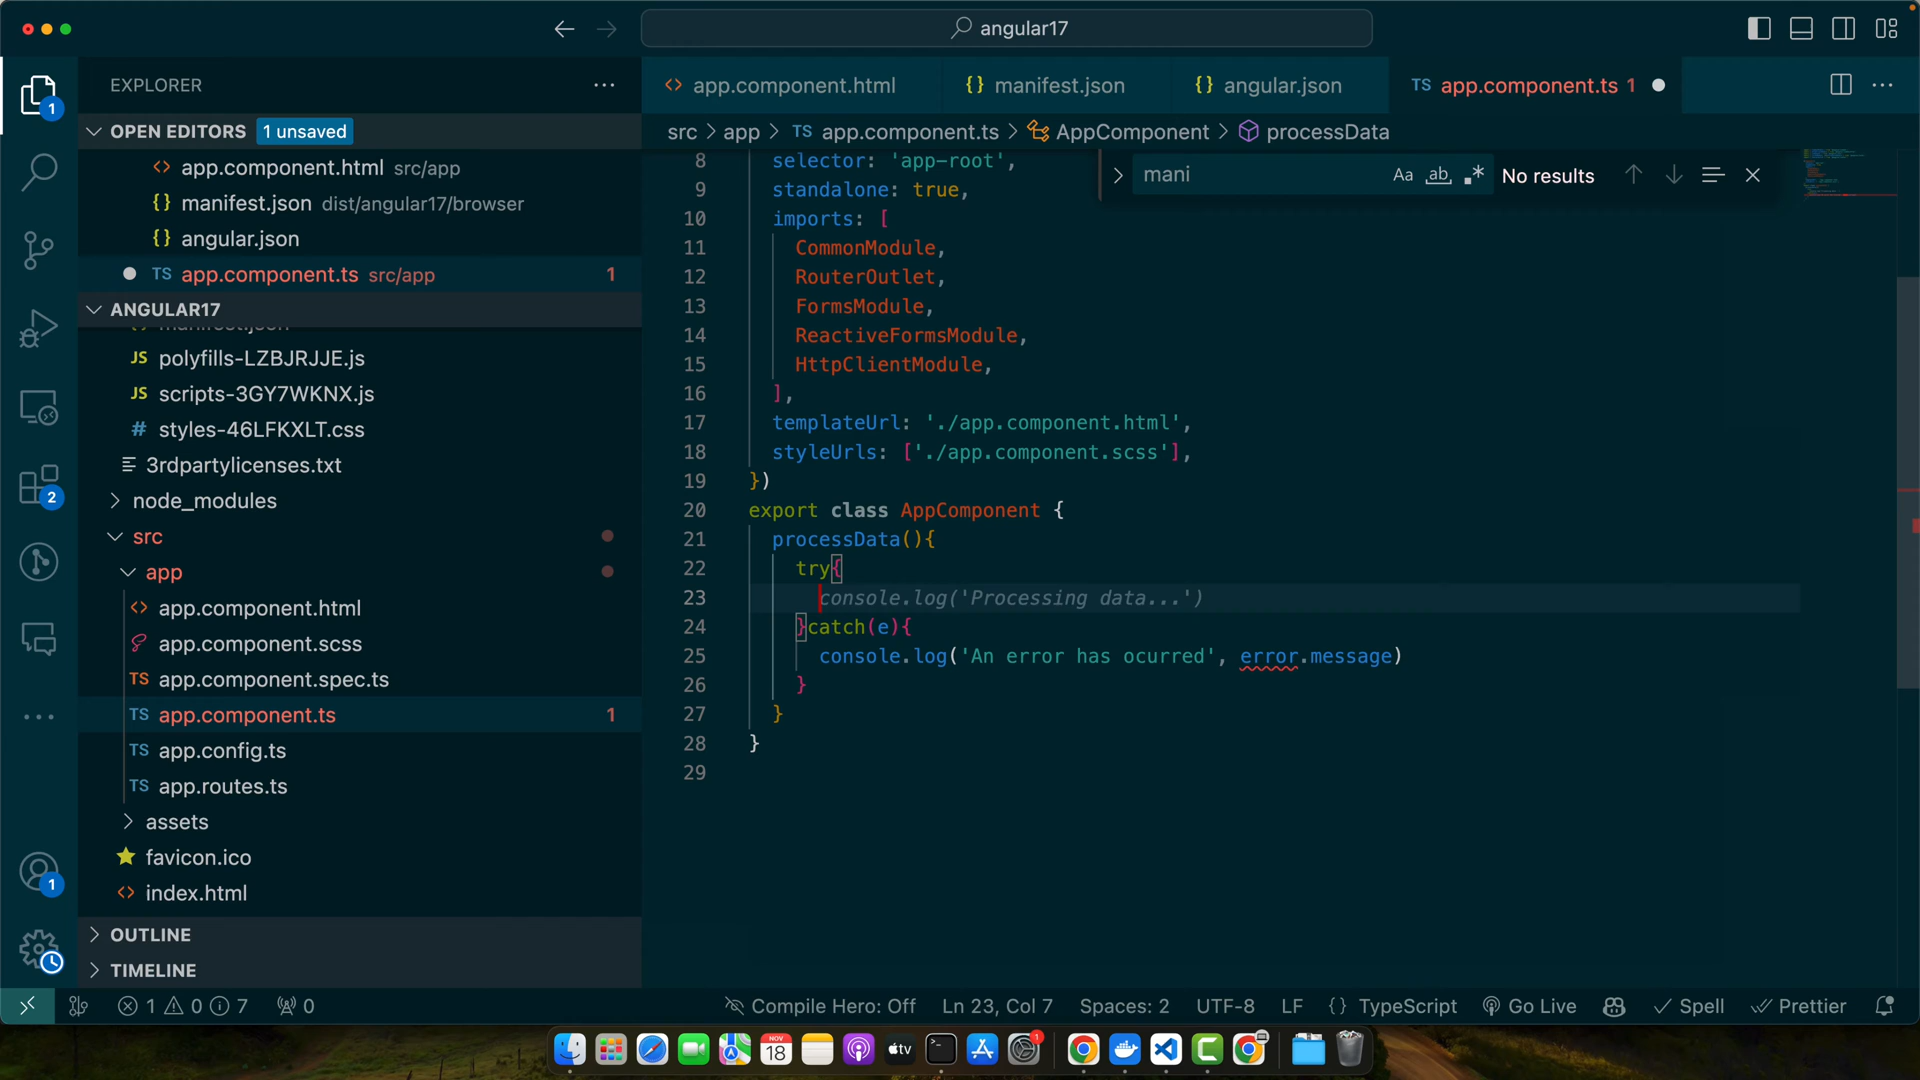 angular17
EXPLORER
app.component.html
manifest.json
angular.json
TS app.component.ts 1
OPEN EDITORS 1 unsaved
src > app > TS app.component.ts > AppComponent > processData
app.component.html src/app
manifest.json dist/angular17/browser
angular.json
TS app.component.ts src/app 1
ANGULAR17
manifest.json
JS polyfills-LZBJRJJE.js
JS scripts-3GY7WKNX.js
# styles-46LFKXLT.css
3rdpartylicenses.txt
node_modules
src
app
app.component.html
app.component.scss
TS app.component.spec.ts
TS app.component.ts 1
TS app.config.ts
TS app.routes.ts
assets
favicon.ico
index.html
OUTLINE
TIMELINE
1
2
1
mani
Aa ab .* No results
8 selector: 'app-root',
9 standalone: true,
10 imports: [
11 CommonModule,
12 RouterOutlet,
13 FormsModule,
14 ReactiveFormsModule,
15 HttpClientModule,
16 ],
17 templateUrl: './app.component.html',
18 styleUrls: ['./app.component.scss'],
19 })
20 export class AppComponent {
21 processData(){
22 try{
23 console.log('Processing data...')
24 }catch(e){
25 console.log('An error has ocurred', error.message)
26 }
27 }
28 }
29
1 0 7 0
Compile Hero: Off Ln 23, Col 7 Spaces: 2 UTF-8 LF {} TypeScript Go Live Spell Prettier
NOV 18
tv
1